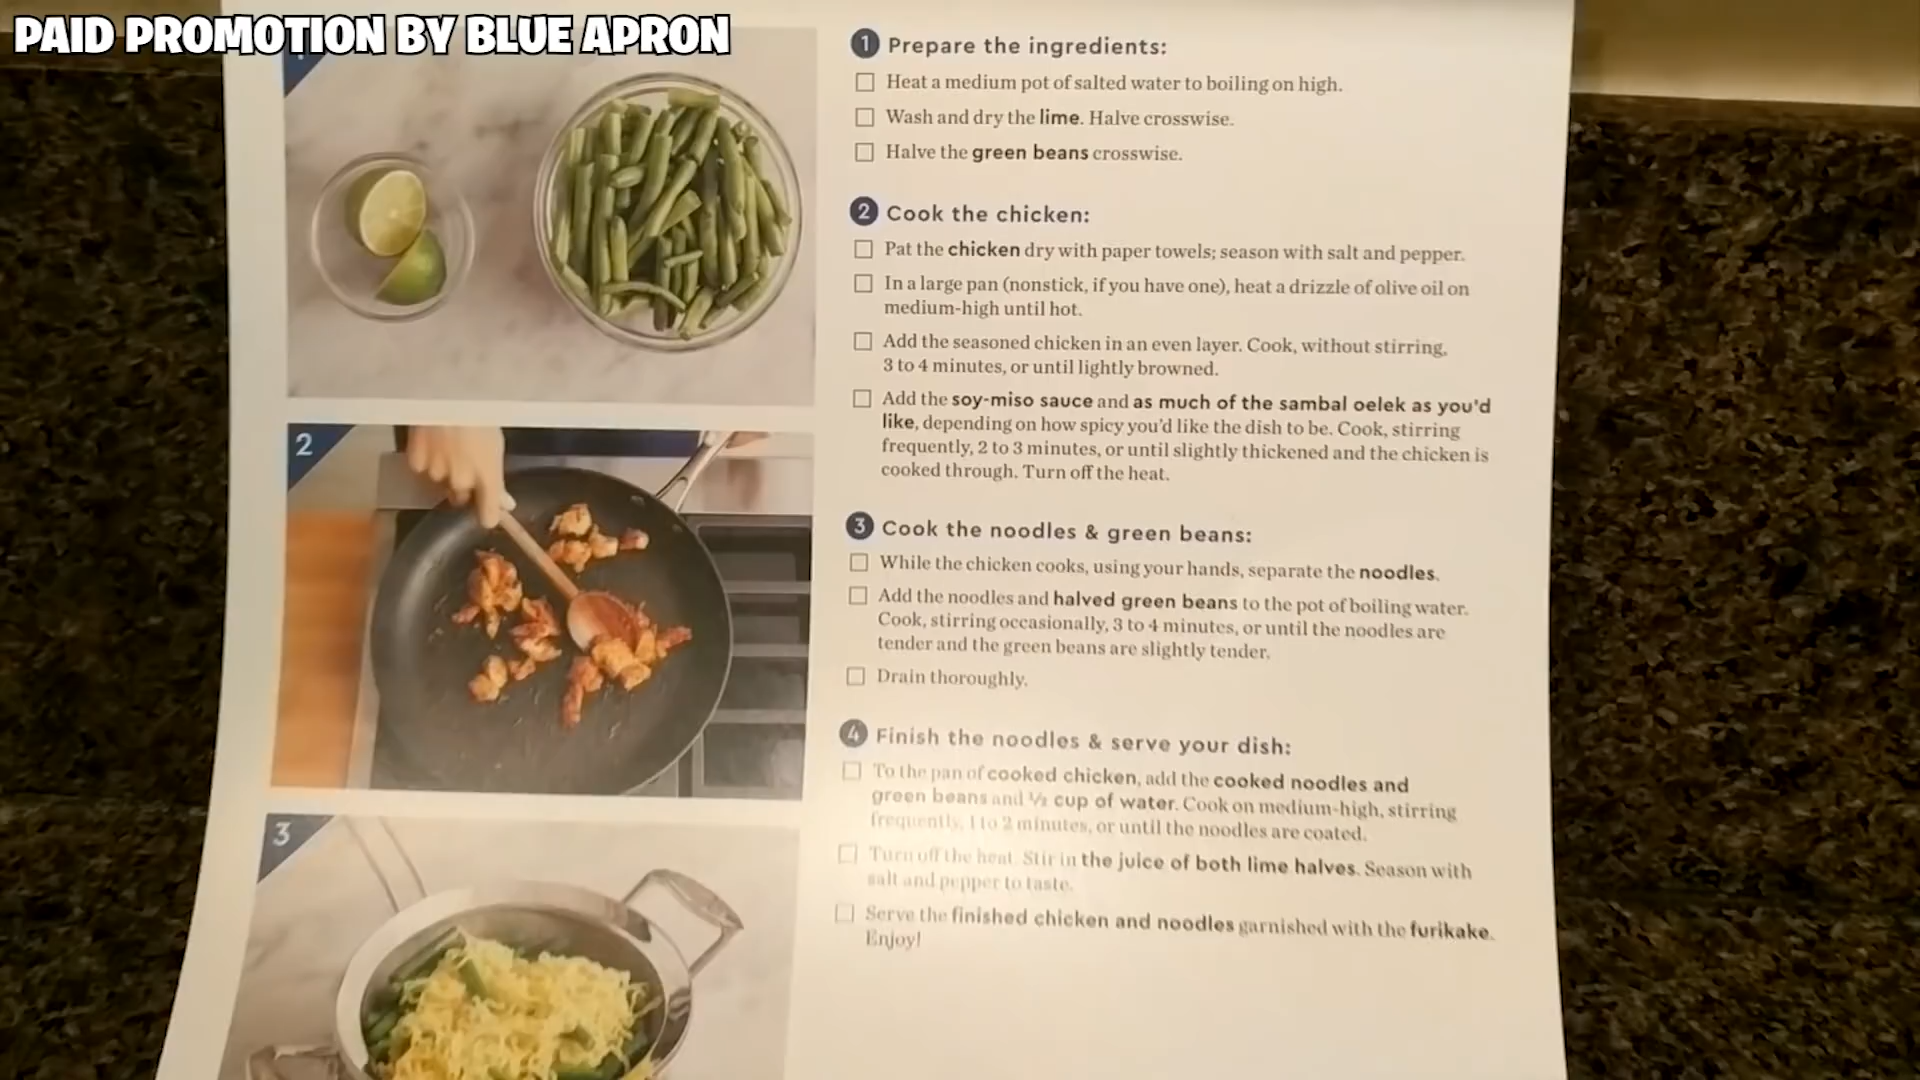 PAID PROMOTION BY BLUE APRON
1 Prepare the ingredients:
Heat a medium pot of salted water to boiling on high.
Wash and dry the lime. Halve crosswise.
Halve the green beans crosswise.
2 Cook the chicken:
Pat the chicken dry with paper towels; season with salt and pepper.
In a large pan (nonstick, if you have one), heat a drizzle of olive oil on
medium-high until hot.
Add the seasoned chicken in an even layer. Cook, without stirring,
3 to 4 minutes, or until lightly browned.
Add the soy-miso sauce and as much of the sambal oelek as you'd
like, depending on how spicy you'd like the dish to be. Cook, stirring
frequently, 2 to 3 minutes, or until slightly thickened and the chicken is
cooked through. Turn off the heat.
3 Cook the noodles & green beans:
While the chicken cooks, using your hands, separate the noodles.
Add the noodles and halved green beans to the pot of boiling water.
Cook, stirring occasionally, 3 to 4 minutes, or until the noodles are
tender and the green beans are slightly tender.
Drain thoroughly.
4 Finish the noodles & serve your dish:
To the pan of cooked chicken, add the cooked noodles and
green beans and ½ cup of water. Cook on medium-high, stirring
frequently, 1 to 2 minutes, or until the noodles are coated.
Turn off the heat. Stir in the juice of both lime halves. Season with
salt and pepper to taste.
Serve the finished chicken and noodles garnished with the furikake.
Enjoy!
2
3